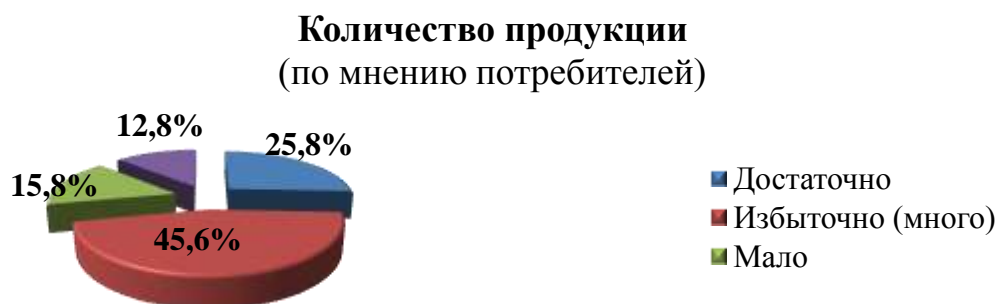 Количество продукции
(по мнению потребителей)
12,8%
25,8%
15,8%
45,6%
Достаточно
Избыточно (много)
Мало